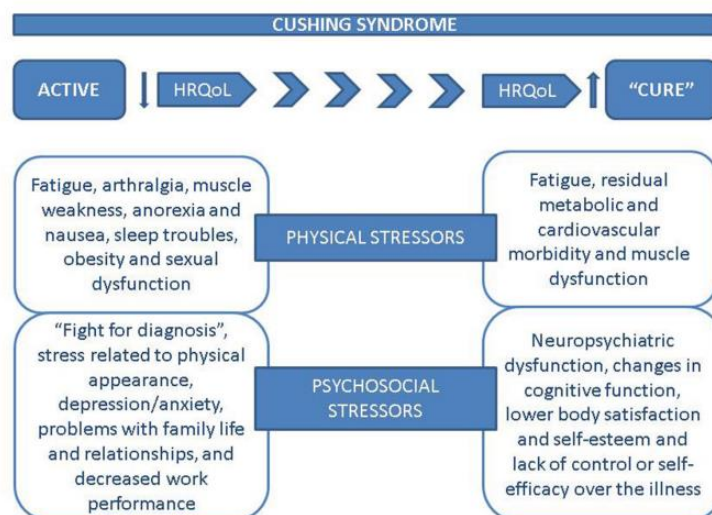 CUSHING SYNDROME
ACTIVE
HRQoL
HRQoL
“CURE”
Fatigue, arthralgia, muscle
weakness, anorexia and
nausea, sleep troubles,
obesity and sexual
dysfunction
PHYSICAL STRESSORS
Fatigue, residual
metabolic and
cardiovascular
morbidity and muscle
dysfunction
“Fight for diagnosis”,
stress related to physical
appearance,
depression/anxiety,
problems with family life
and relationships, and
decreased work
performance
PSYCHOSOCIAL
STRESSORS
Neuropsychiatric
dysfunction, changes in
cognitive function,
lower body satisfaction
and self-esteem and
lack of control or self-
efficacy over the illness